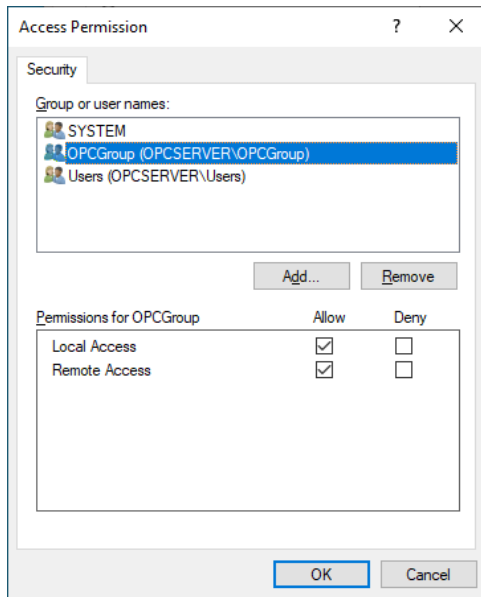 Access Permission ?
Security
Group or user names:
SYSTEM
OPCGroup (OPCSERVER\OPCGroup)
Users (OPCSERVER\Users)
Add... Remove
Permissions for OPCGroup Allow Deny
Local Access
Remote Access
OK Cancel